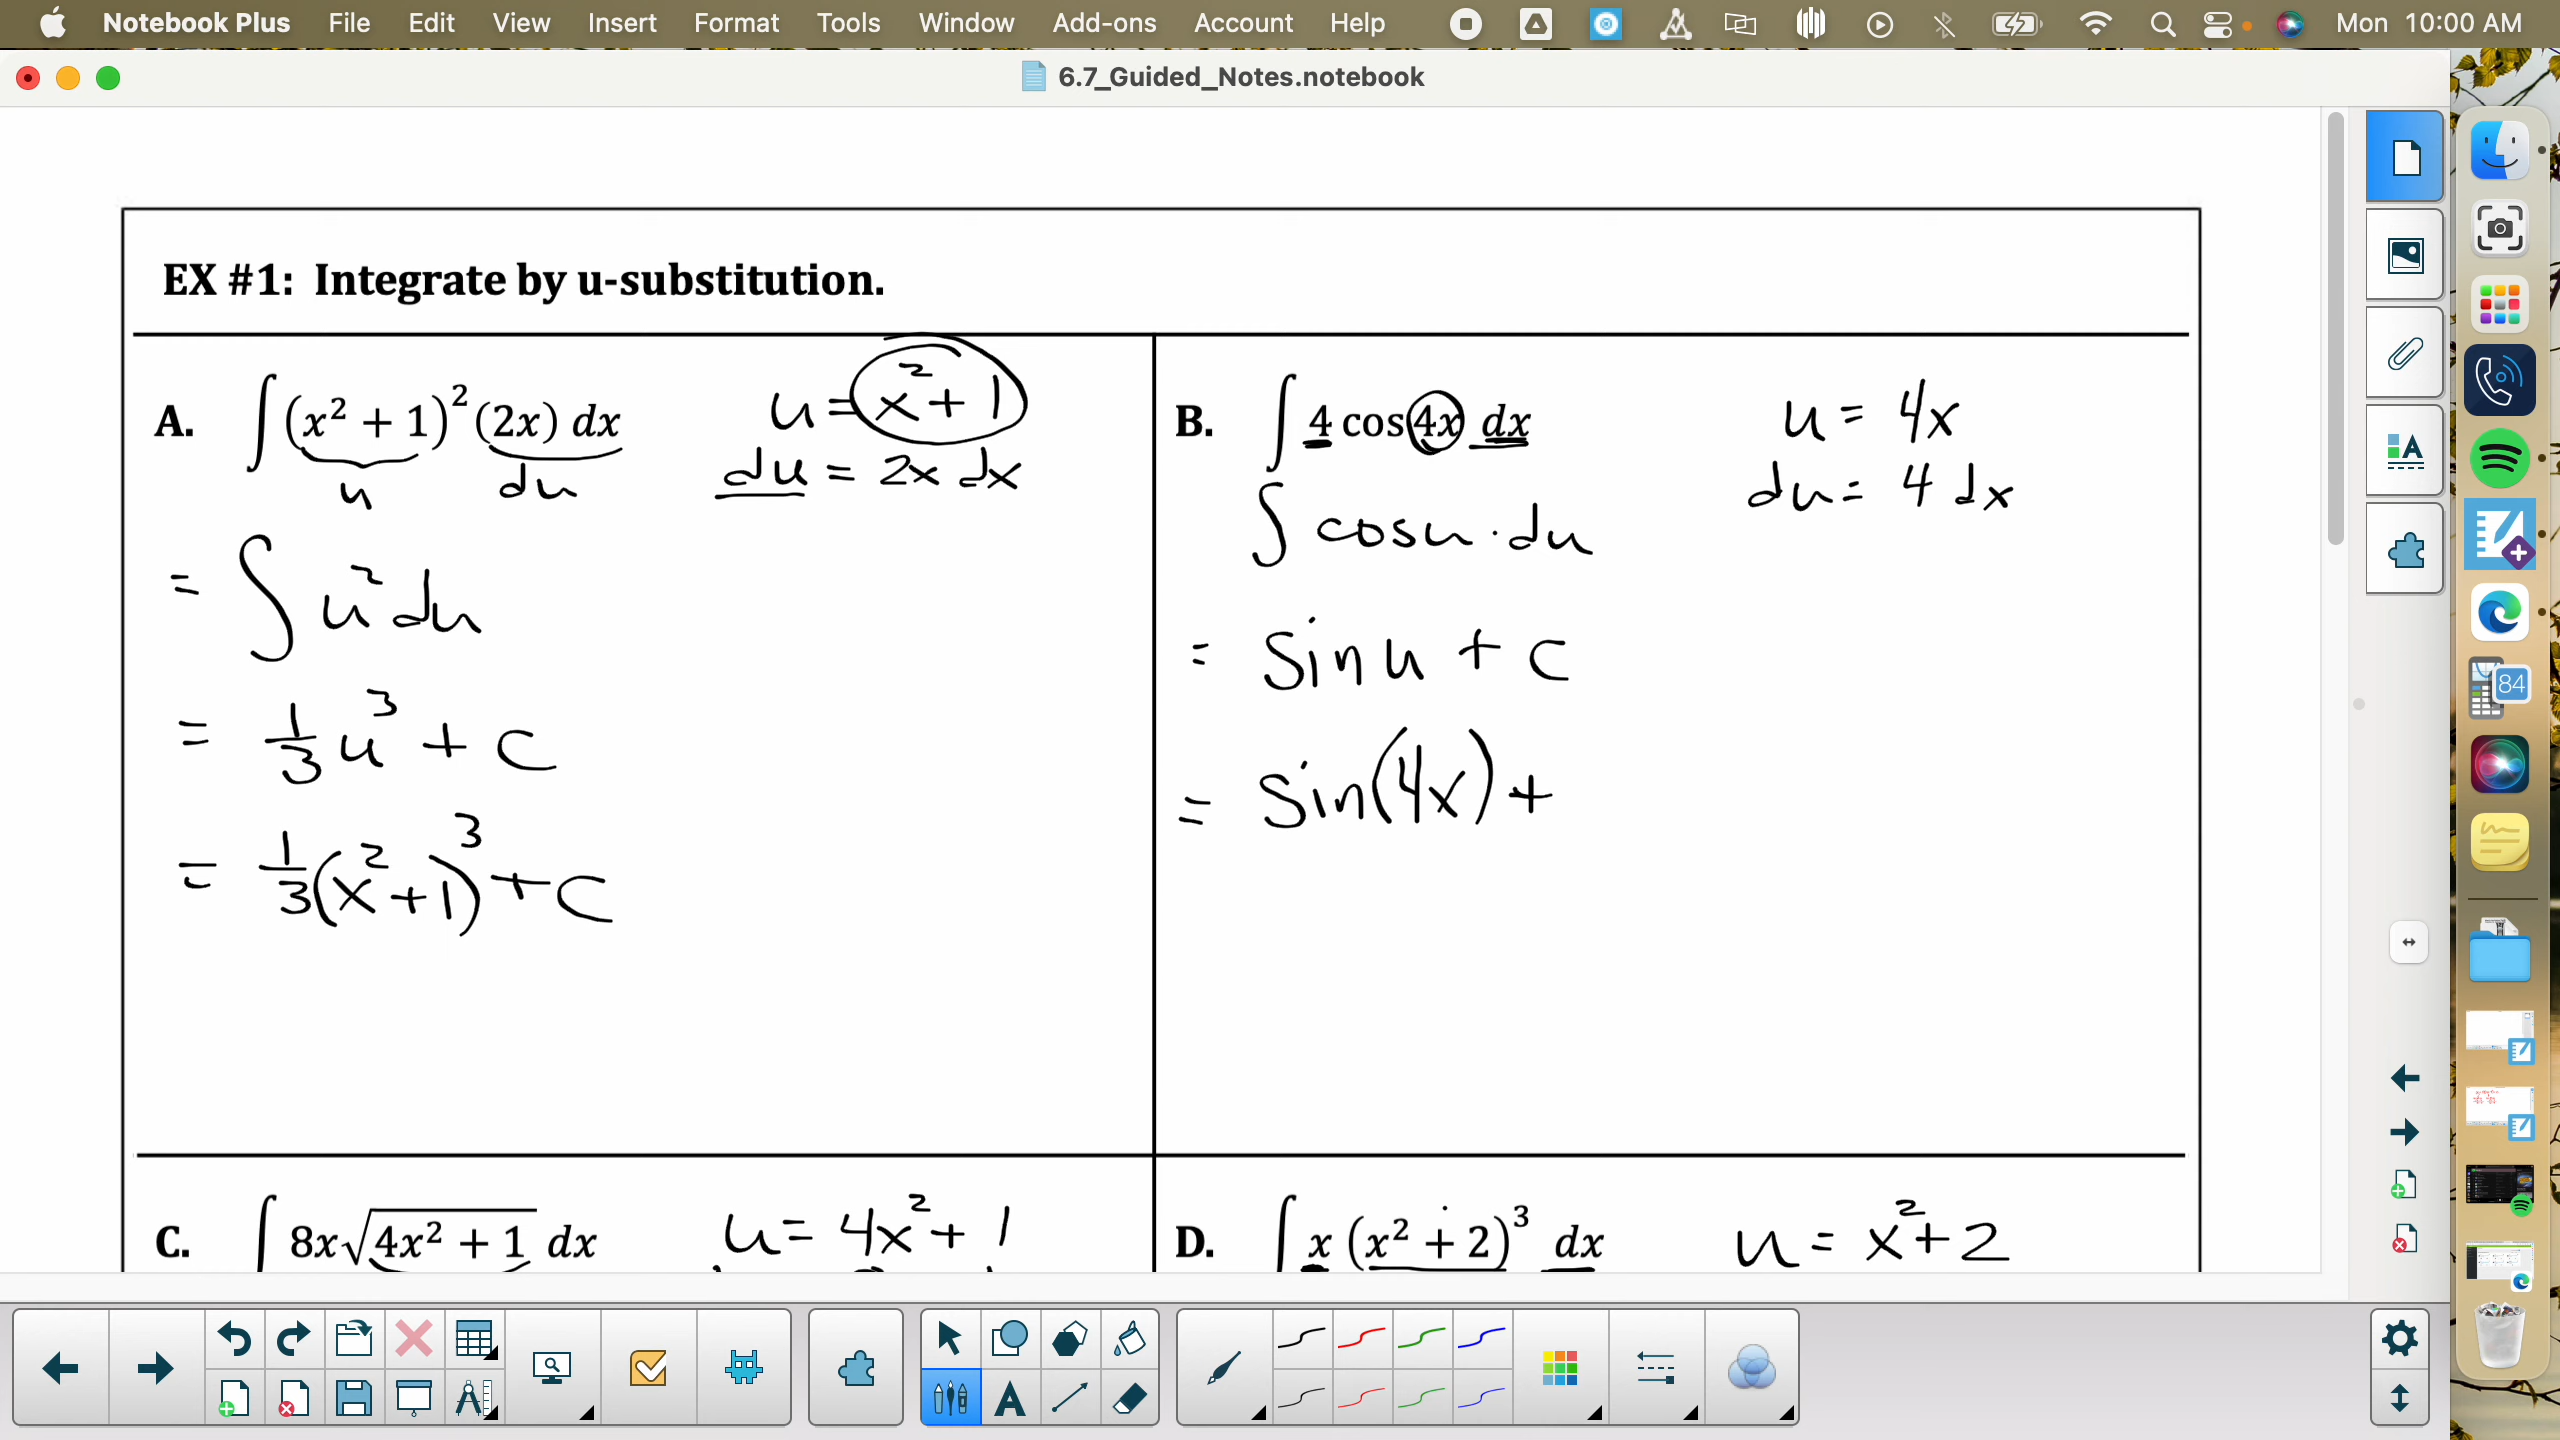 Notebook Plus File Edit View Insert Format Tools Window Add-ons Account Help Mon 10:00 AM
6.7_Guided_Notes.notebook
EX #1: Integrate by u-substitution.
A. ∫(x² + 1)²(2x) dx
u
du
u = x² + 1
du = 2x dx
= ∫ u² du
= 1/3 u³ + c
= 1/3 (x² + 1)³ + c
B. ∫ 4 cos 4x dx
u = 4x
du = 4 dx
∫ cos u · du
= sin u + c
= sin(4x) +
C. ∫ 8x√(4x² + 1) dx
u = 4x² + 1
D. ∫ x (x² + 2)³ dx
u = x² + 2
A
84
A